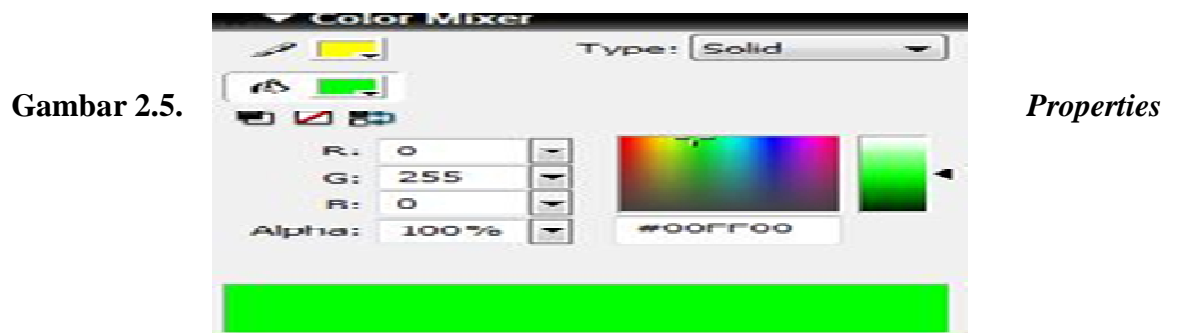 Color Mixer
Type: Solid
Gambar 2.5. Properties
R: 0
G: 255
B: 0
Alpha: 100%
#00FF00